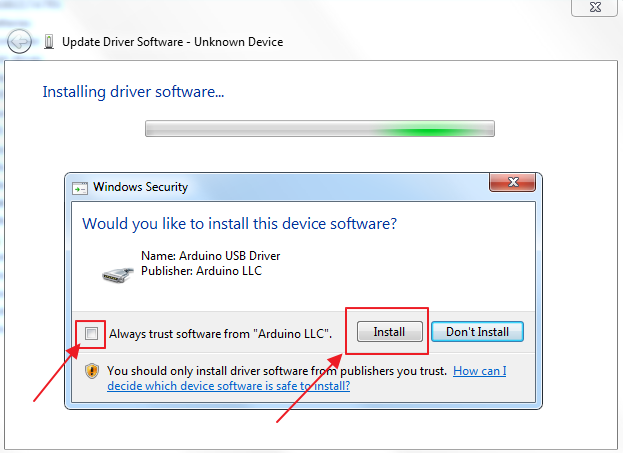 Update Driver Software - Unknown Device
Installing driver software...
Windows Security
Would you like to install this device software?
Name: Arduino USB Driver
Publisher: Arduino LLC
Always trust software from "Arduino LLC".
Install
Don't Install
You should only install driver software from publishers you trust. How can I
decide which device software is safe to install?